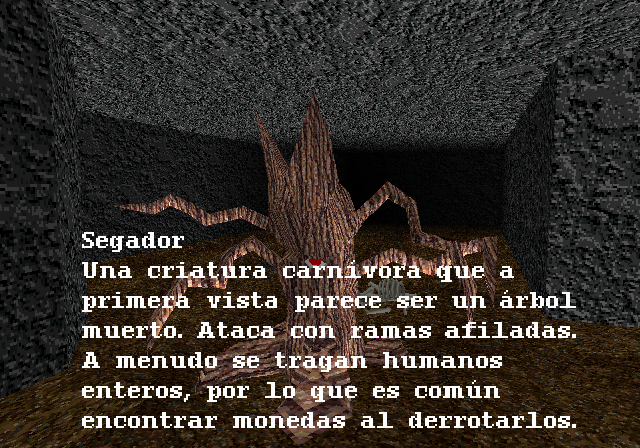 Segador
Una criatura carnívora que a
primera vista parece ser un árbol
muerto. Ataca con ramas afiladas.
A menudo se tragan humanos
enteros, por lo que es común
encontrar monedas al derrotarlos.